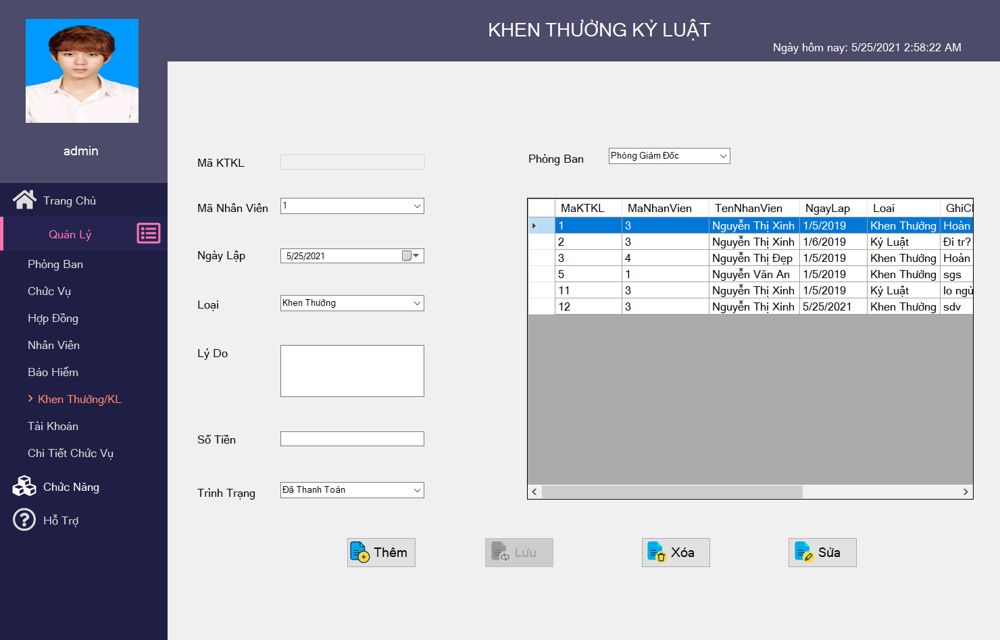 KHEN THƯỞNG KỶ LUẬT
Ngày hôm nay: 5/25/2021 2:58:22 AM
admin
Trang Chủ
Quản Lý
Phòng Ban
Chức Vụ
Hợp Đồng
Nhân Viên
Bảo Hiểm
> Khen Thưởng/KL
Tài Khoản
Chi Tiết Chức Vụ
Chức Năng
Hỗ Trợ
Mã KTKL
Mã Nhân Viên 1
Ngày Lập 5/25/2021
Loại Khen Thưởng
Lý Do
Số Tiền
Trình Trạng Đã Thanh Toán
Phòng Ban Phòng Giám Đốc
MaKTKL MaNhanVien TenNhanVien NgayLap Loai GhiCl
1 3 Nguyễn Thị Xinh 1/5/2019 Khen Thưởng Hoàn
2 3 Nguyễn Thị Xinh 1/6/2019 Kỷ Luật Đi tr?
3 4 Nguyễn Thị Đẹp 1/5/2019 Khen Thưởng Hoàn
5 1 Nguyễn Văn An 1/5/2019 Khen Thưởng sgs
11 3 Nguyễn Thị Xinh 1/5/2019 Kỷ Luật lo ngủ
12 3 Nguyễn Thị Xinh 5/25/2021 Khen Thưởng sdv
Thêm
Lưu
Xóa
Sửa